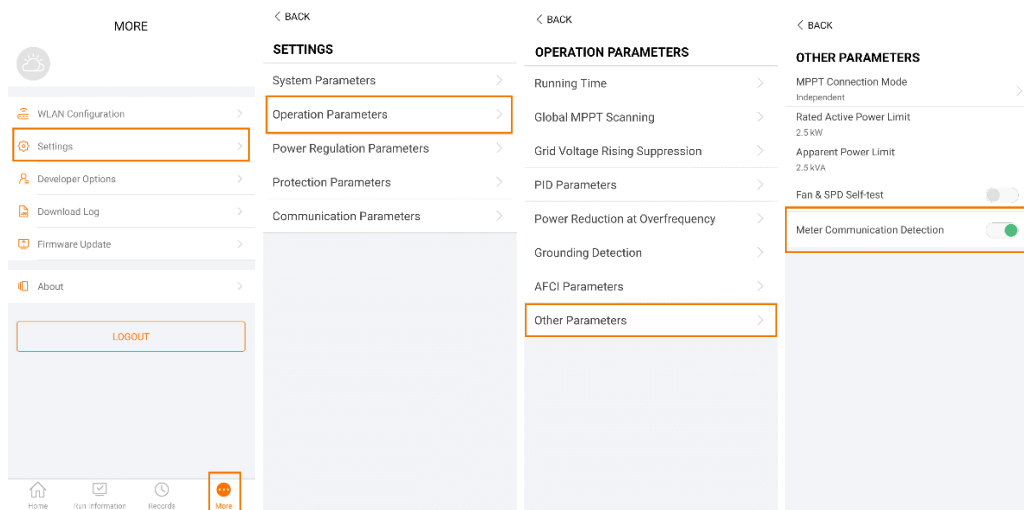 MORE
WLAN Configuration
Settings
Developer Options
Download Log
Firmware Update
About
LOGOUT
Home
Run Information
Records
More
BACK
SETTINGS
System Parameters
Operation Parameters
Power Regulation Parameters
Protection Parameters
Communication Parameters
BACK
OPERATION PARAMETERS
Running Time
Global MPPT Scanning
Grid Voltage Rising Suppression
PID Parameters
Power Reduction at Overfrequency
Grounding Detection
AFCI Parameters
Other Parameters
BACK
OTHER PARAMETERS
MPPT Connection Mode
Independent
Rated Active Power Limit
2.5 kW
Apparent Power Limit
2.5 kVA
Fan & SPD Self-test
Meter Communication Detection